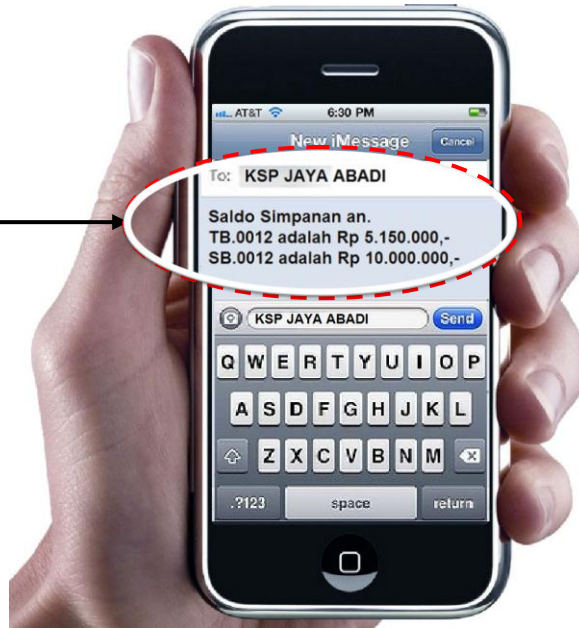 AT&T 6:30 PM
New iMessage Cancel
To: KSP JAYA ABADI
Saldo Simpanan an.
TB.0012 adalah Rp 5.150.000,-
SB.0012 adalah Rp 10.000.000,-
KSP JAYA ABADI Send
Q W E R T Y U I O P
A S D F G H J K L
Z X C V B N M
.?123 space return